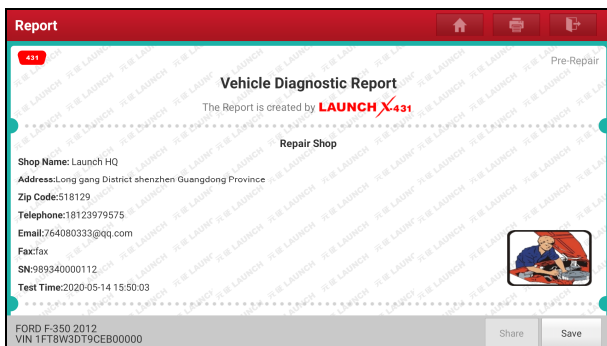 Report
431
Pre-Repair
Vehicle Diagnostic Report
The Report is created by LAUNCH X-431
Repair Shop
Shop Name: Launch HQ
Address:Long gang District shenzhen Guangdong Province
Zip Code:518129
Telephone:18123979575
Email:764080333@qq.com
Fax:fax
SN:989340000112
Test Time:2020-05-14 15:50:03
FORD F-350 2012
VIN 1FT8W3DT9CEB00000
Share
Save